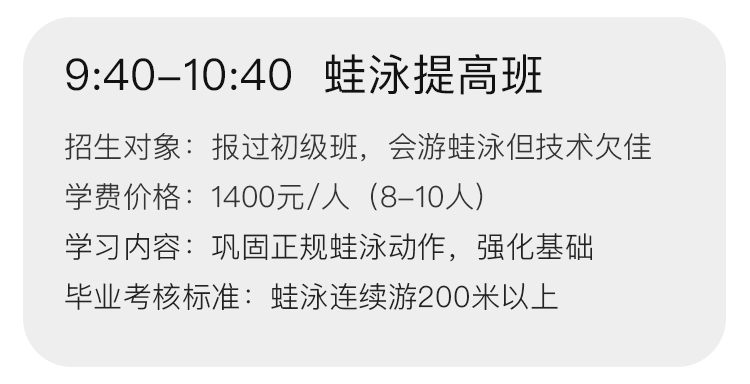 9:40-10:40 蛙泳提高班
招生对象：报过初级班，会游蛙泳但技术欠佳
学费价格：1400元/人（8-10人）
学习内容：巩固正规蛙泳动作，强化基础
毕业考核标准：蛙泳连续游200米以上